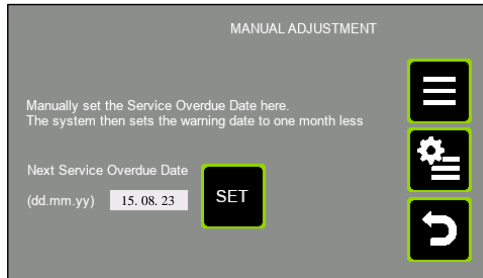 MANUAL ADJUSTMENT
Manually set the Service Overdue Date here.
The system then sets the warning date to one month less
Next Service Overdue Date
(dd.mm.yy) 15. 08. 23 SET